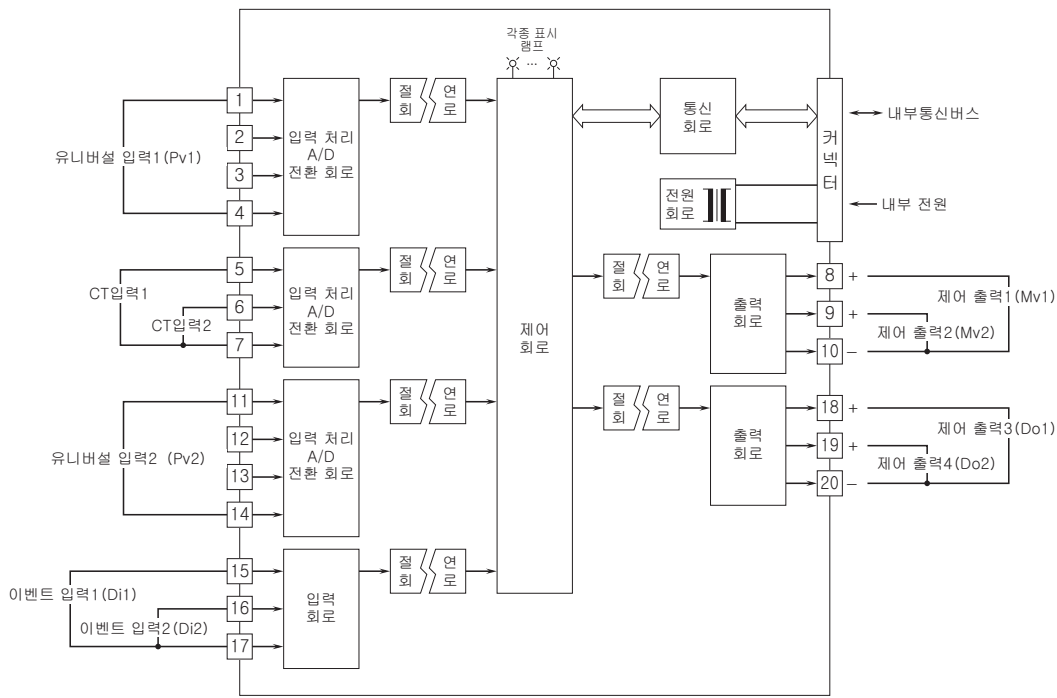 각종 표시
램프
1
2
3
4
유니버설 입력1(Pv1)
입력 처리
A/D
전환 회로
절 연
회 로
5
6
7
CT입력1
CT입력2
입력 처리
A/D
전환 회로
절 연
회 로
11
12
13
14
유니버설 입력2 (Pv2)
입력 처리
A/D
전환 회로
절 연
회 로
15
16
17
이벤트 입력1(Di1)
이벤트 입력2(Di2)
입력
회로
절 연
회 로
제어
회로
통신
회로
전원
회로
커넥터
내부통신버스
내부 전원
절 연
회 로
출력
회로
8 +
9 +
10 −
제어 출력1(Mv1)
제어 출력2(Mv2)
절 연
회 로
출력
회로
18 +
19 +
20 −
제어 출력3(Do1)
제어 출력4(Do2)